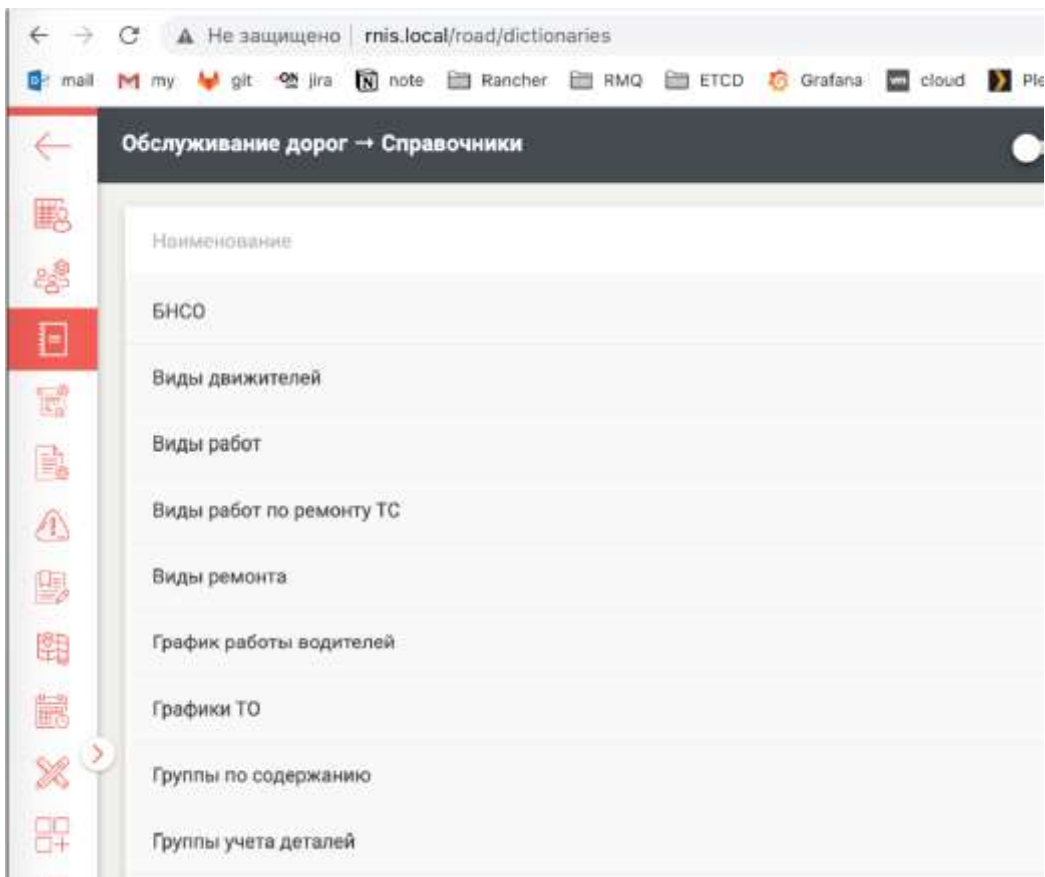 Не защищено | rnis.local/road/dictionaries
mail my git jira note Rancher RMQ ETCD Grafana cloud Ple
Обслуживание дорог → Справочники
Наименование
БНСО
Виды движителей
Виды работ
Виды работ по ремонту ТС
Виды ремонта
График работы водителей
Графики ТО
Группы по содержанию
Группы учета деталей